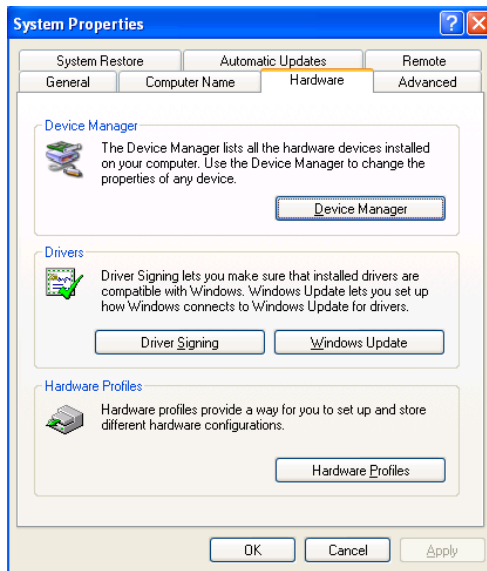 System Properties
System Restore Automatic Updates Remote
General Computer Name Hardware Advanced
Device Manager
The Device Manager lists all the hardware devices installed
on your computer. Use the Device Manager to change the
properties of any device.
Device Manager
Drivers
Driver Signing lets you make sure that installed drivers are
compatible with Windows. Windows Update lets you set up
how Windows connects to Windows Update for drivers.
Driver Signing Windows Update
Hardware Profiles
Hardware profiles provide a way for you to set up and store
different hardware configurations.
Hardware Profiles
OK Cancel Apply